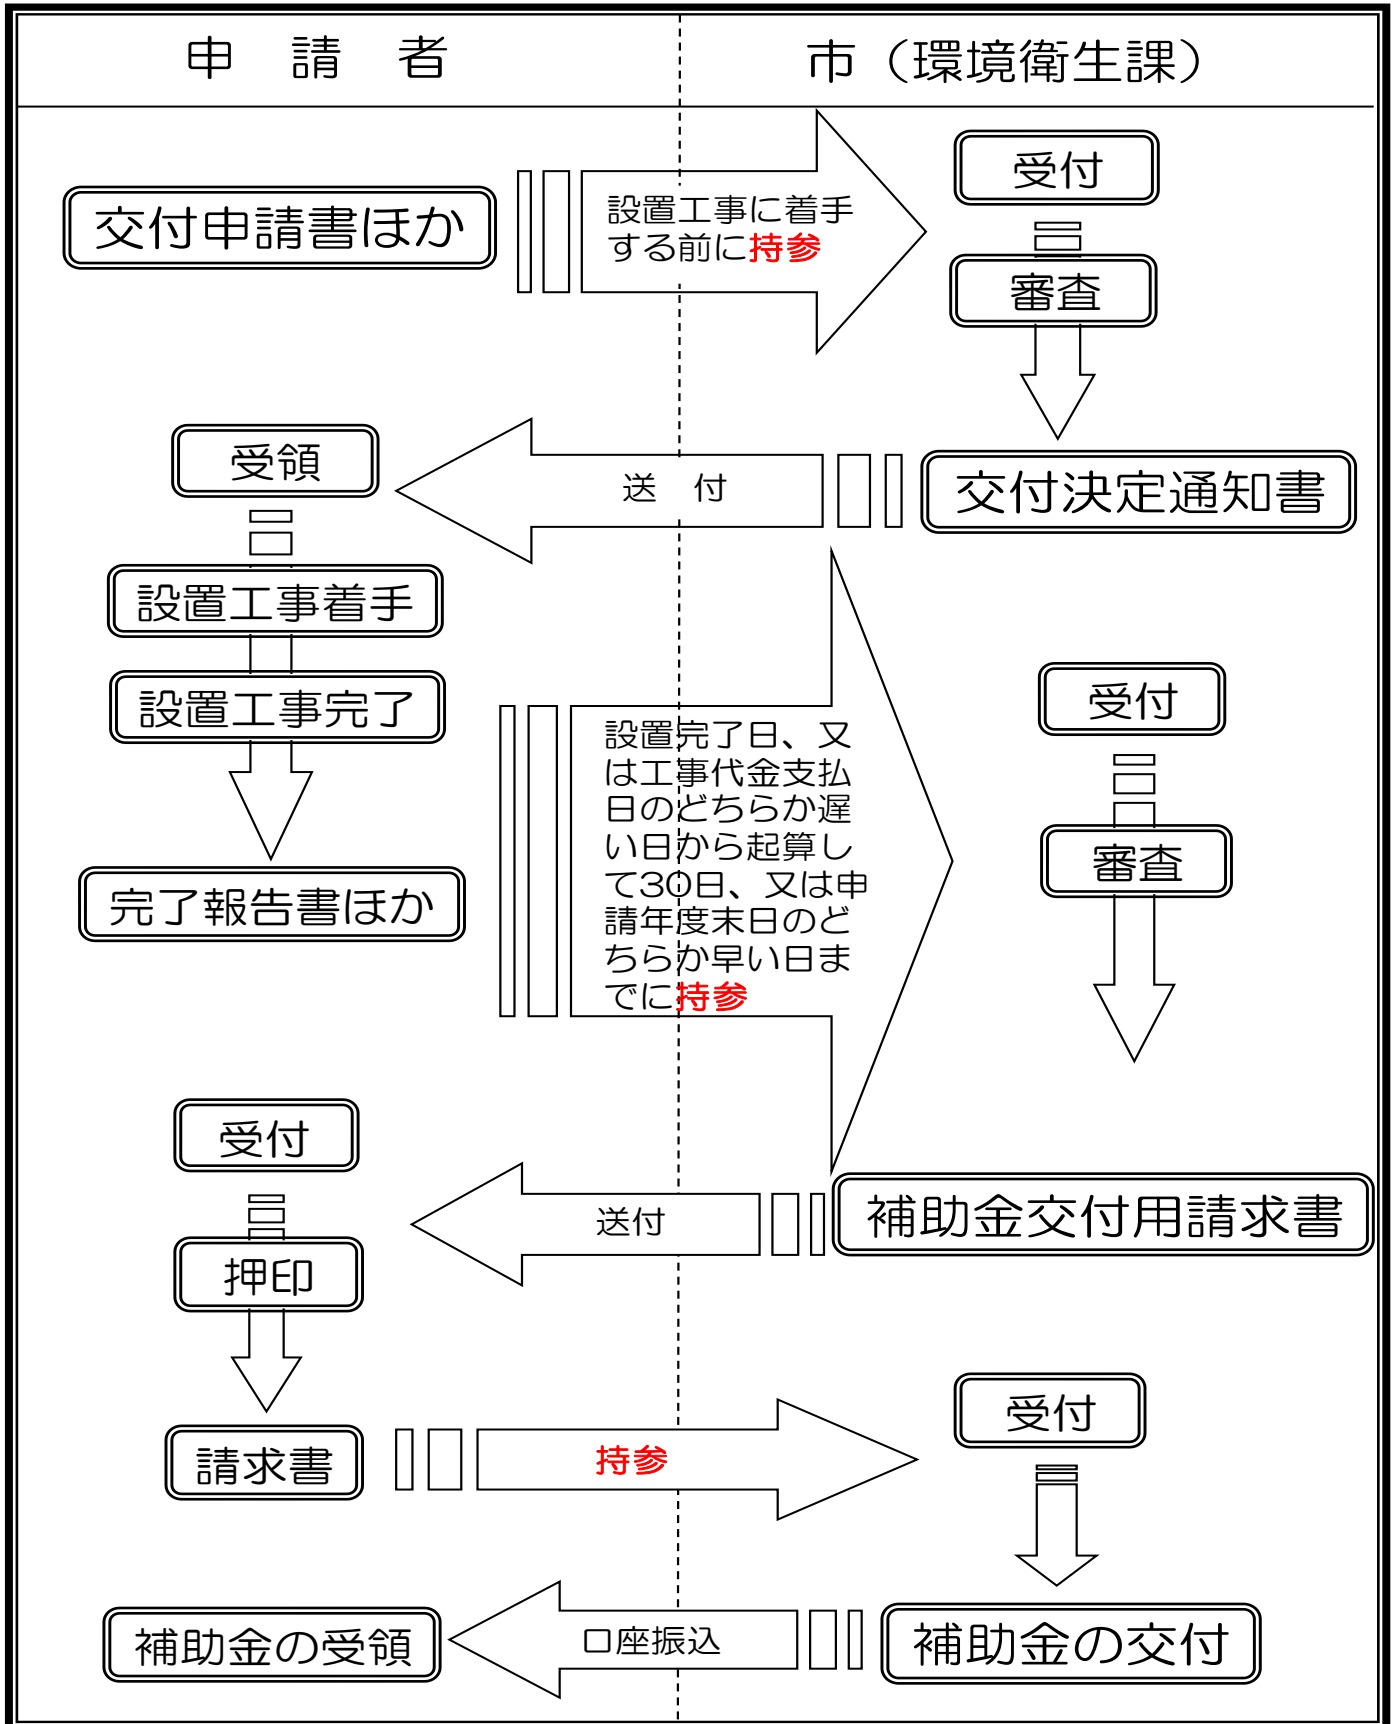 申　請　者
市（環境衛生課）
交付申請書ほか
設置工事に着手
する前に持参
受付
審査
交付決定通知書
送　付
受領
設置工事着手
設置工事完了
完了報告書ほか
設置完了日、又
は工事代金支払
日のどちらか遅
い日から起算し
て30日、又は申
請年度末日のど
ちらか早い日ま
でに持参
受付
審査
補助金交付用請求書
送付
受付
押印
請求書
持参
受付
補助金の交付
口座振込
補助金の受領